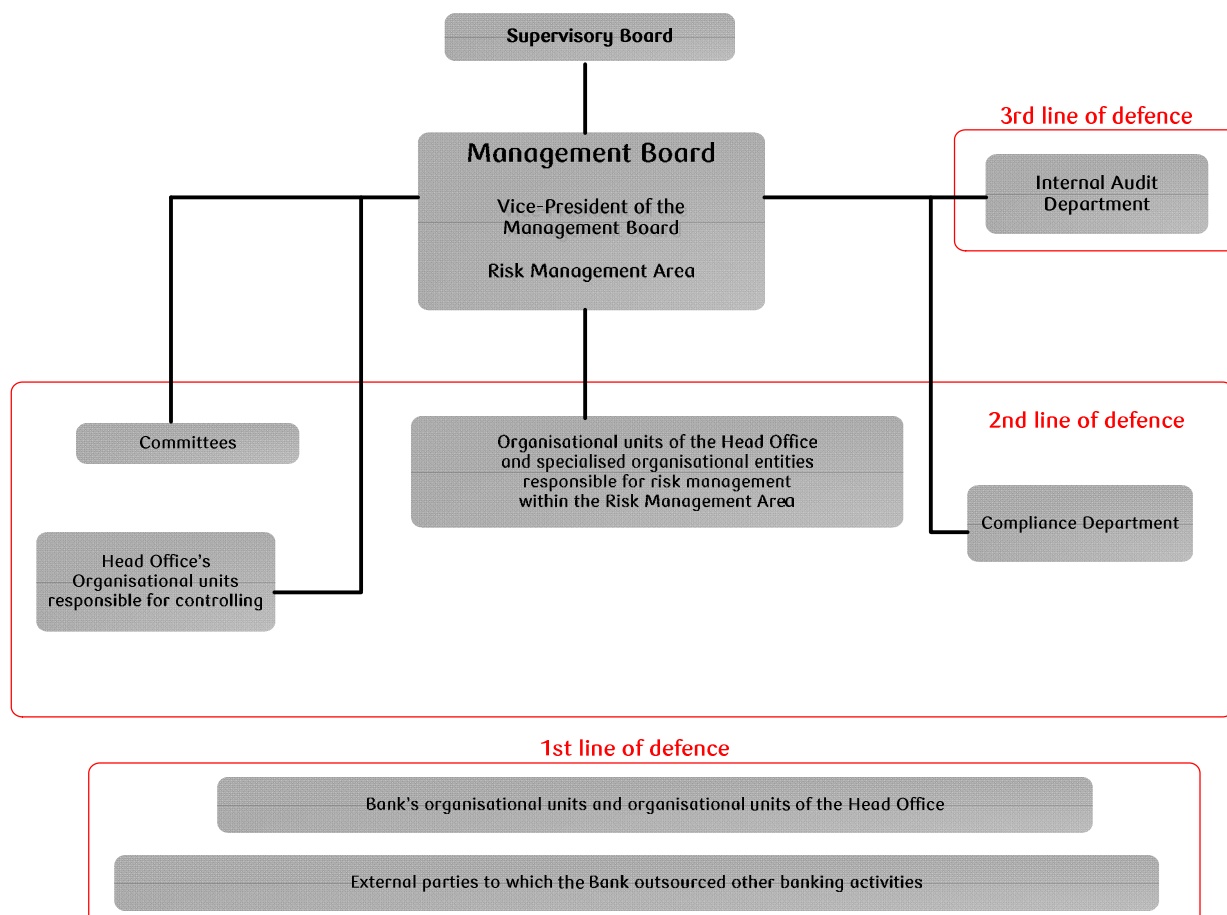 Supervisory Board
3rd line of defence
Management Board
Vice-President of the
Management Board
Risk Management Area
Internal Audit
Department
2nd line of defence
Committees
Organisational units of the Head Office
and specialised organisational entities
responsible for risk management
within the Risk Management Area
Compliance Department
Head Office's
Organisational units
responsible for controlling
1st line of defence
Bank's organisational units and organisational units of the Head Office
External parties to which the Bank outsourced other banking activities